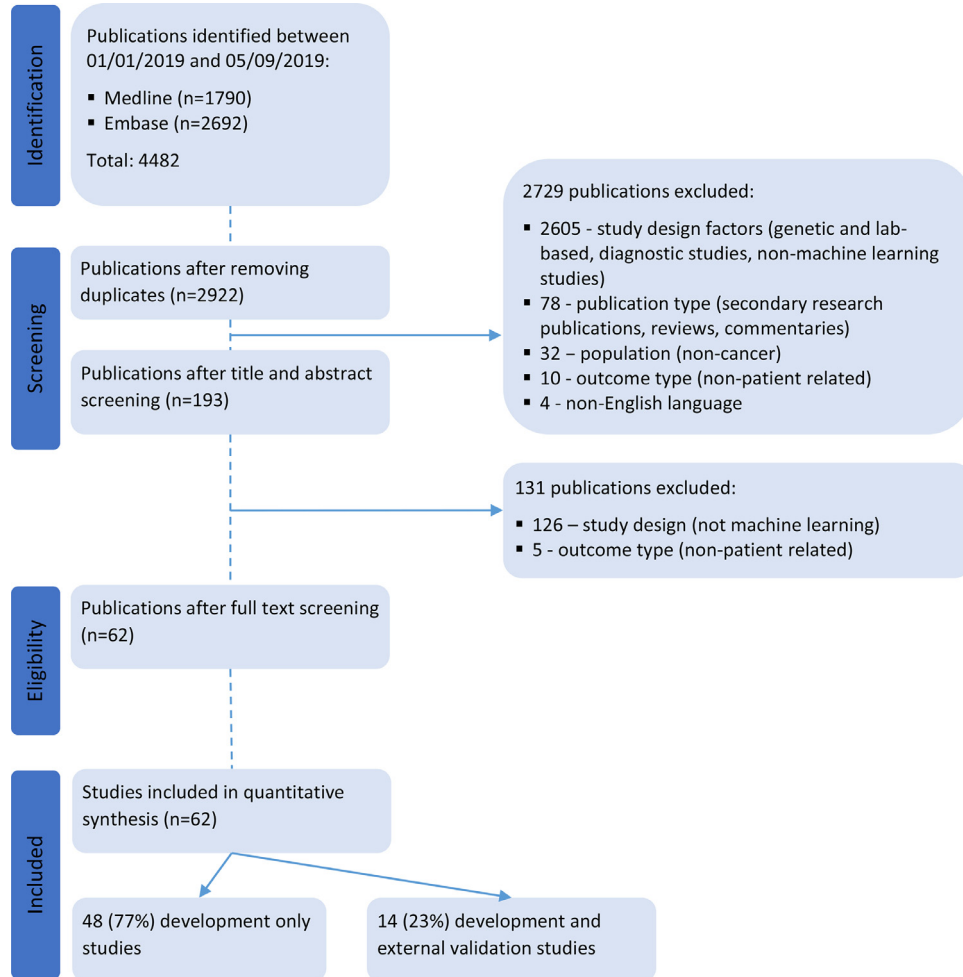 Identification
Publications identified between
01/01/2019 and 05/09/2019:
▪ Medline (n=1790)
▪ Embase (n=2692)
Total: 4482
Screening
Publications after removing
duplicates (n=2922)
2729 publications excluded:
▪ 2605 - study design factors (genetic and lab-
based, diagnostic studies, non-machine learning
studies)
▪ 78 - publication type (secondary research
publications, reviews, commentaries)
▪ 32 – population (non-cancer)
▪ 10 - outcome type (non-patient related)
▪ 4 - non-English language
Publications after title and abstract
screening (n=193)
131 publications excluded:
▪ 126 – study design (not machine learning)
▪ 5 - outcome type (non-patient related)
Eligibility
Publications after full text screening
(n=62)
Included
Studies included in quantitative
synthesis (n=62)
48 (77%) development only
studies
14 (23%) development and
external validation studies